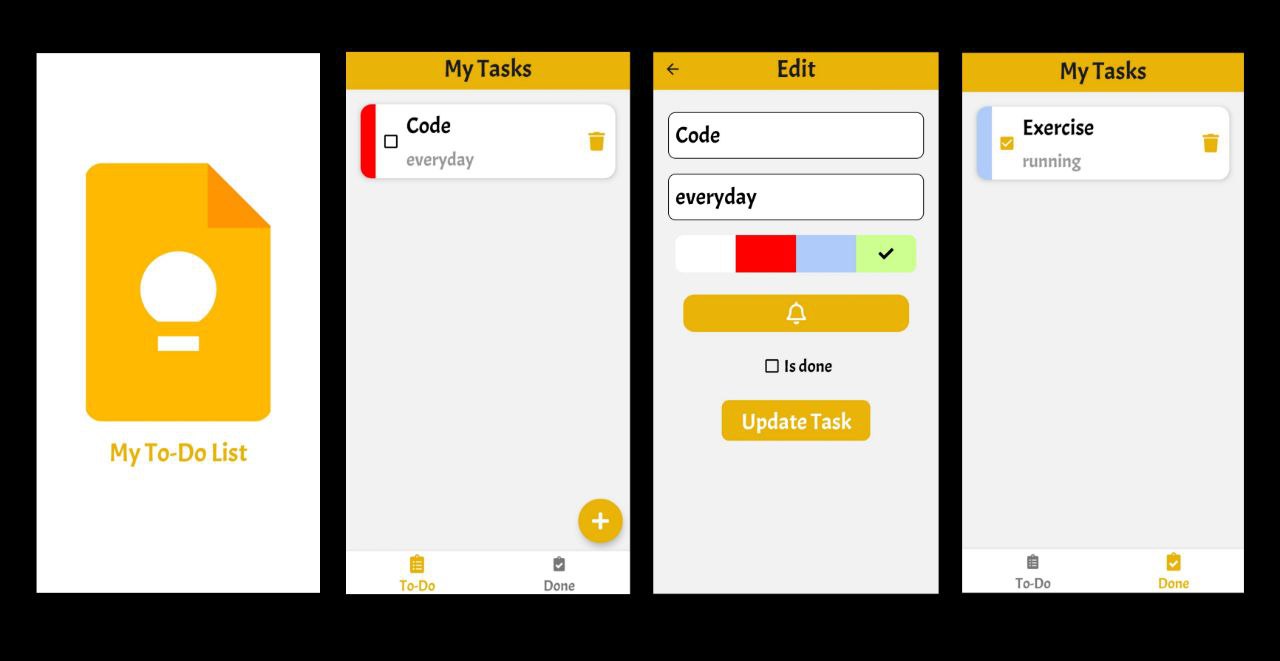 My To-Do List
My Tasks
Code
everyday
To-Do
Done
Edit
Code
everyday
Is done
Update Task
My Tasks
Exercise
running
To-Do
Done